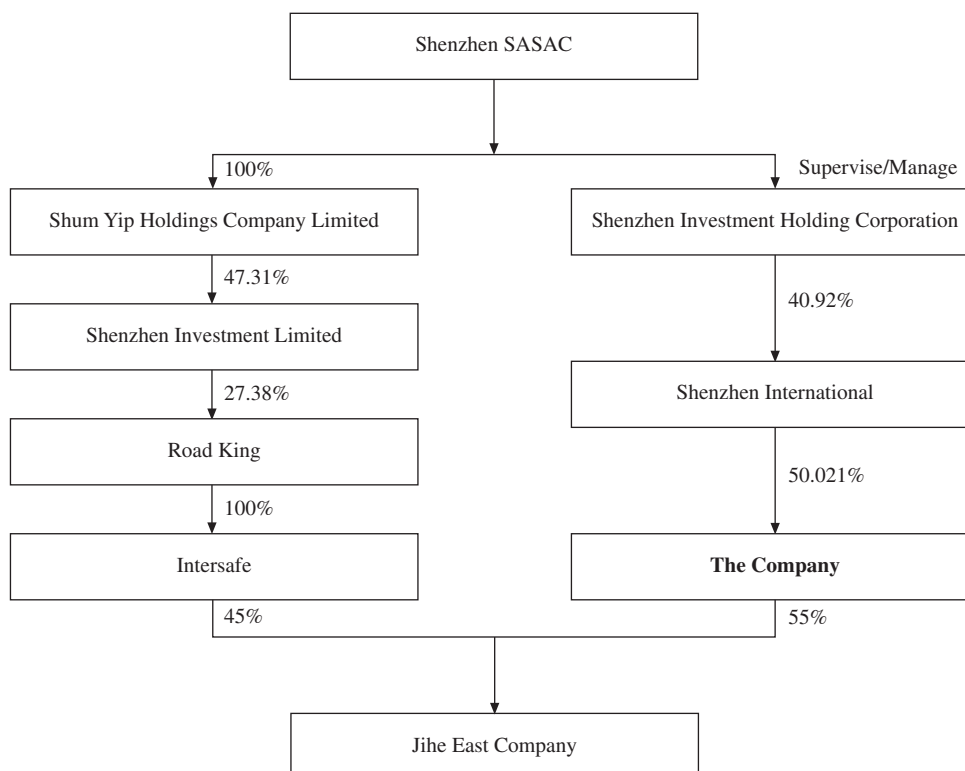 Shenzhen SASAC
100%
Supervise/Manage
Shum Yip Holdings Company Limited
Shenzhen Investment Holding Corporation
47.31%
40.92%
Shenzhen Investment Limited
27.38%
Shenzhen International
Road King
50.021%
100%
Intersafe
The Company
45%
55%
Jihe East Company